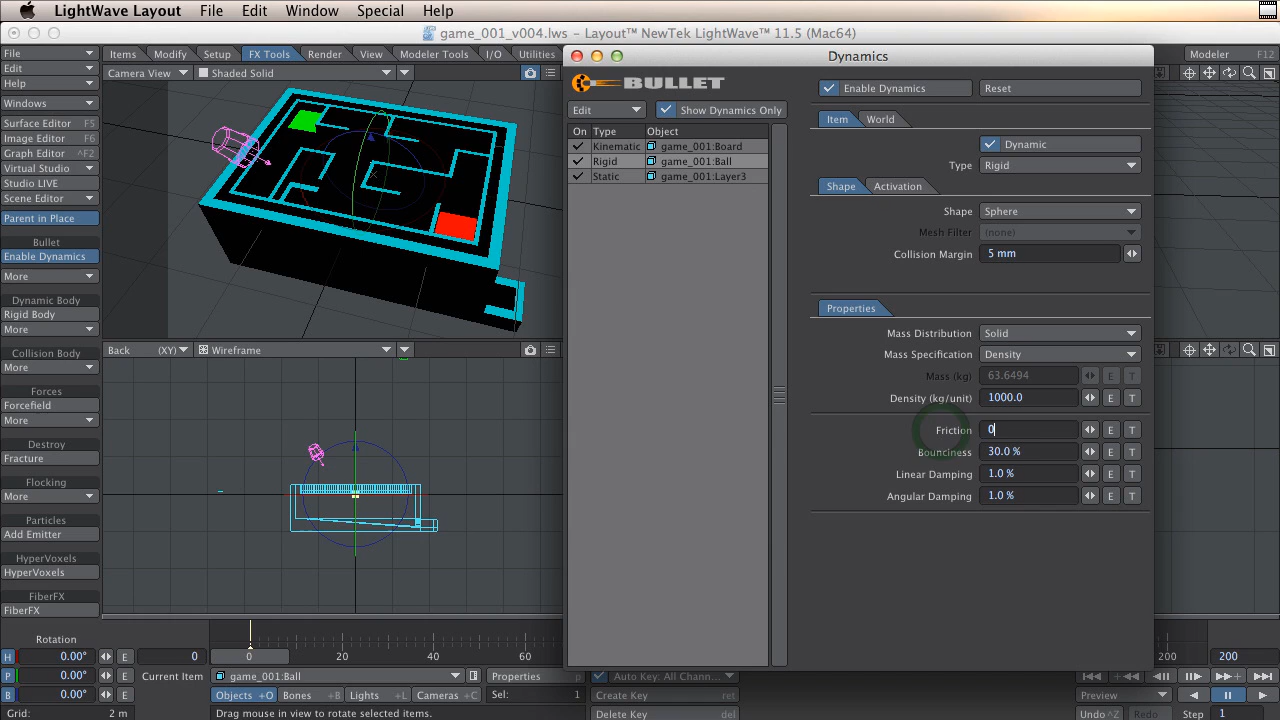 LightWave Layout File Edit Window Special Help
game_001_v004.lws – Layout™ NewTek LightWave™ 11.5 (Mac64)
File
Edit
Help
Windows
Surface Editor F5
Image Editor F6
Graph Editor ^F2
Virtual Studio
Studio LIVE
Scene Editor
Parent in Place
Bullet
Enable Dynamics
More
Dynamic Body
Rigid Body
More
Collision Body
More
Forces
Forcefield
More
Destroy
Fracture
Flocking
More
Particles
Add Emitter
HyperVoxels
HyperVoxels
FiberFX
FiberFX
Items Modify Setup FX Tools Render View Modeler Tools I/O Utilities
Modeler F12
Camera View Shaded Solid
Back (XY) Wireframe
Dynamics
BULLET
Edit Show Dynamics Only
On Type Object
Kinematic game_001:Board
Rigid game_001:Ball
Static game_001:Layer3
Enable Dynamics Reset
Item World
Dynamic
Type Rigid
Shape Activation
Shape Sphere
Mesh Filter (none)
Collision Margin 5 mm
Properties
Mass Distribution Solid
Mass Specification Density
Mass (kg) 63.6494 E T
Density (kg/unit) 1000.0 E T
Friction 0 E T
Bounciness 30.0 % E T
Linear Damping 1.0 % E T
Angular Damping 1.0 % E T
Rotation
H 0.00° E
P 0.00° E
B 0.00° E
Grid: 2 m
0 0 20 40 60
Current Item game_001:Ball Properties p
Objects +O Bones +B Lights +L Cameras +C Sel: 1
Drag mouse in view to rotate selected items.
Auto Key: All Chann...
Create Key ret
Delete Key del
200 200
Preview
Undo ^Z Redo Step 1